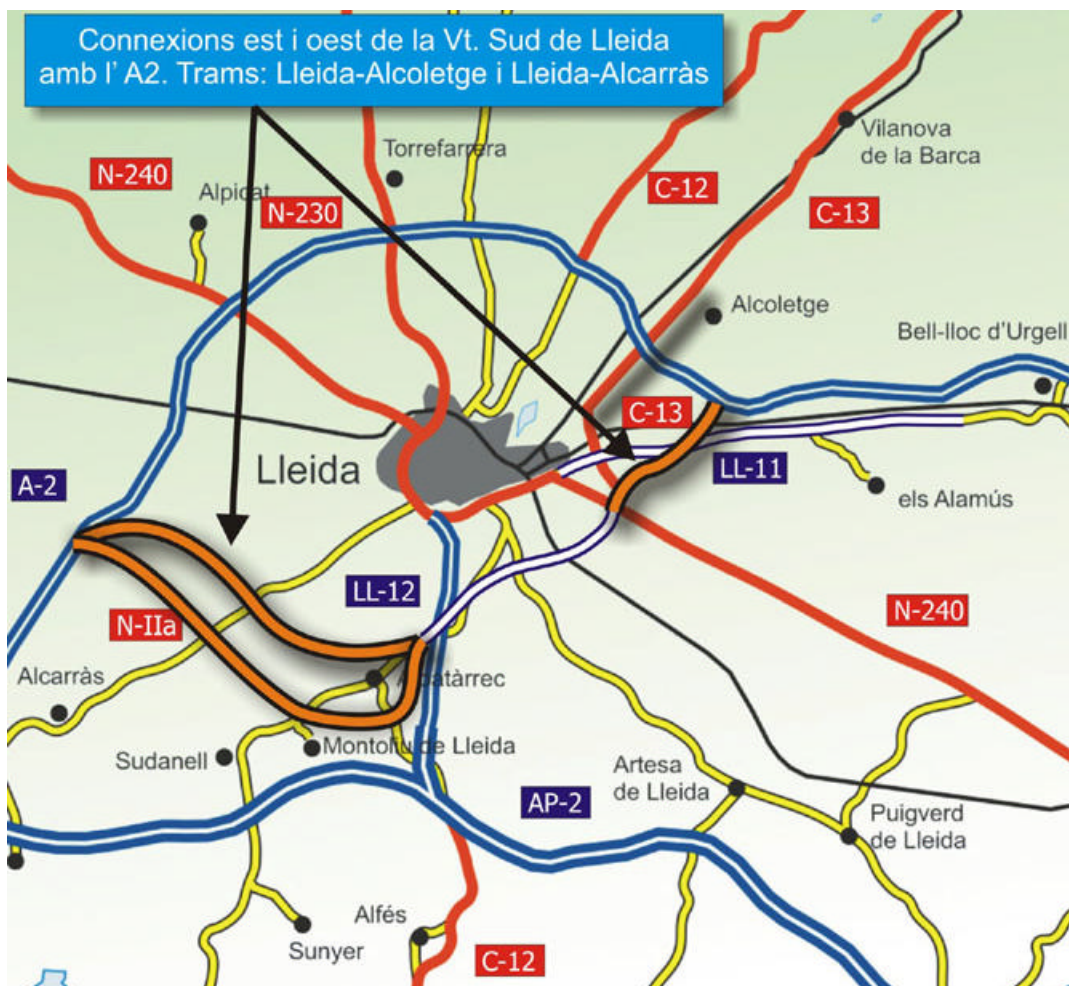 Connexions est i oest de la Vt. Sud de Lleida
amb l' A2. Trams: Lleida-Alcoletge i Lleida-Alcarràs
Vilanova
de la Barca
Torrefarrera
N-240
Alpicat
N-230
C-12
C-13
Alcoletge
Bell-lloc d'Urgell
C-13
Lleida
A-2
LL-11
els Alamús
LL-12
N-IIa
N-240
Alcarràs
Albatàrrec
Sudanell
Montoliu de Lleida
Artesa
de Lleida
AP-2
Puigverd
de Lleida
Alfés
Sunyer
C-12